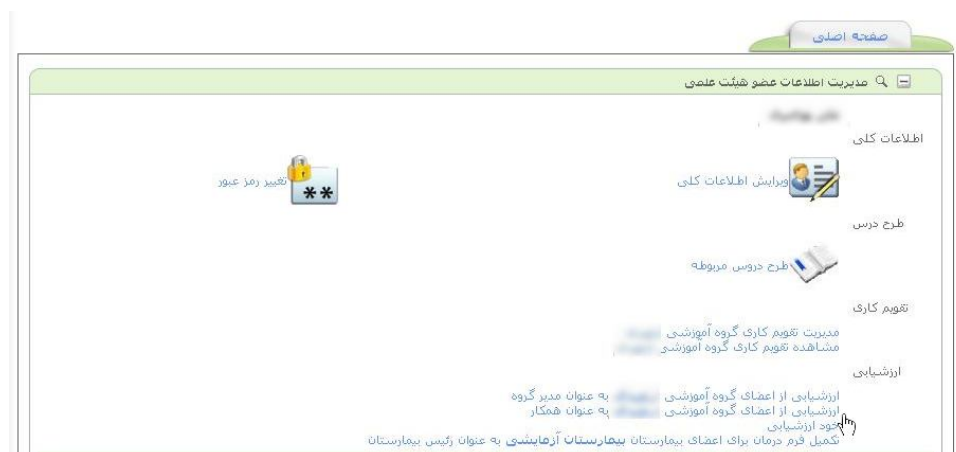 صفحه اصلی
مدیریت اطلاعات عضو هیئت علمی
اطلاعات کلی
ویرایش اطلاعات کلی
تغییر رمز عبور
**
طرح درس
طرح دروس مربوطه
تقویم کاری
مدیریت تقویم کاری گروه آموزشی
مشاهده تقویم کاری گروه آموزشی
ارزشیابی
ارزشیابی از اعضای گروه آموزشی به عنوان مدیر گروه
ارزشیابی از اعضای گروه آموزشی به عنوان همکار
خود ارزشیابی
تکمیل فرم درمان برای اعضای بیمارستان بیمارستان آزمایشی به عنوان رئیس بیمارستان